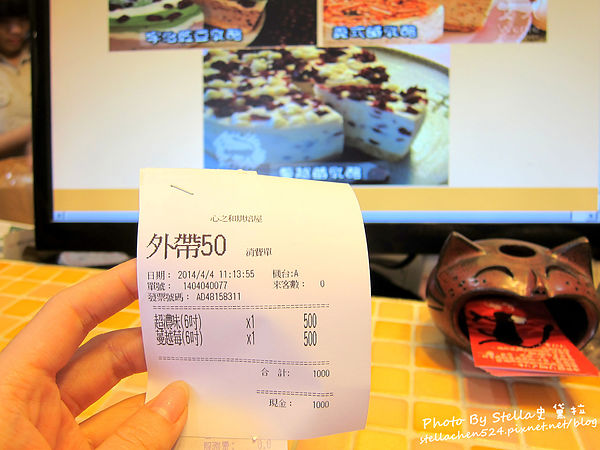 心之和烘焙屋
外帶50 消費單
日期: 2014/4/4 11:13:55 機台:A
單號: 1404040077 來客數: 0
發票號碼: AD48158311
超濃味(6吋) x1 500
蔓越莓(6吋) x1 500
合 計: 1000
現金: 1000
Photo By Stella史黛拉
stellachen524.pixnet.net/blog